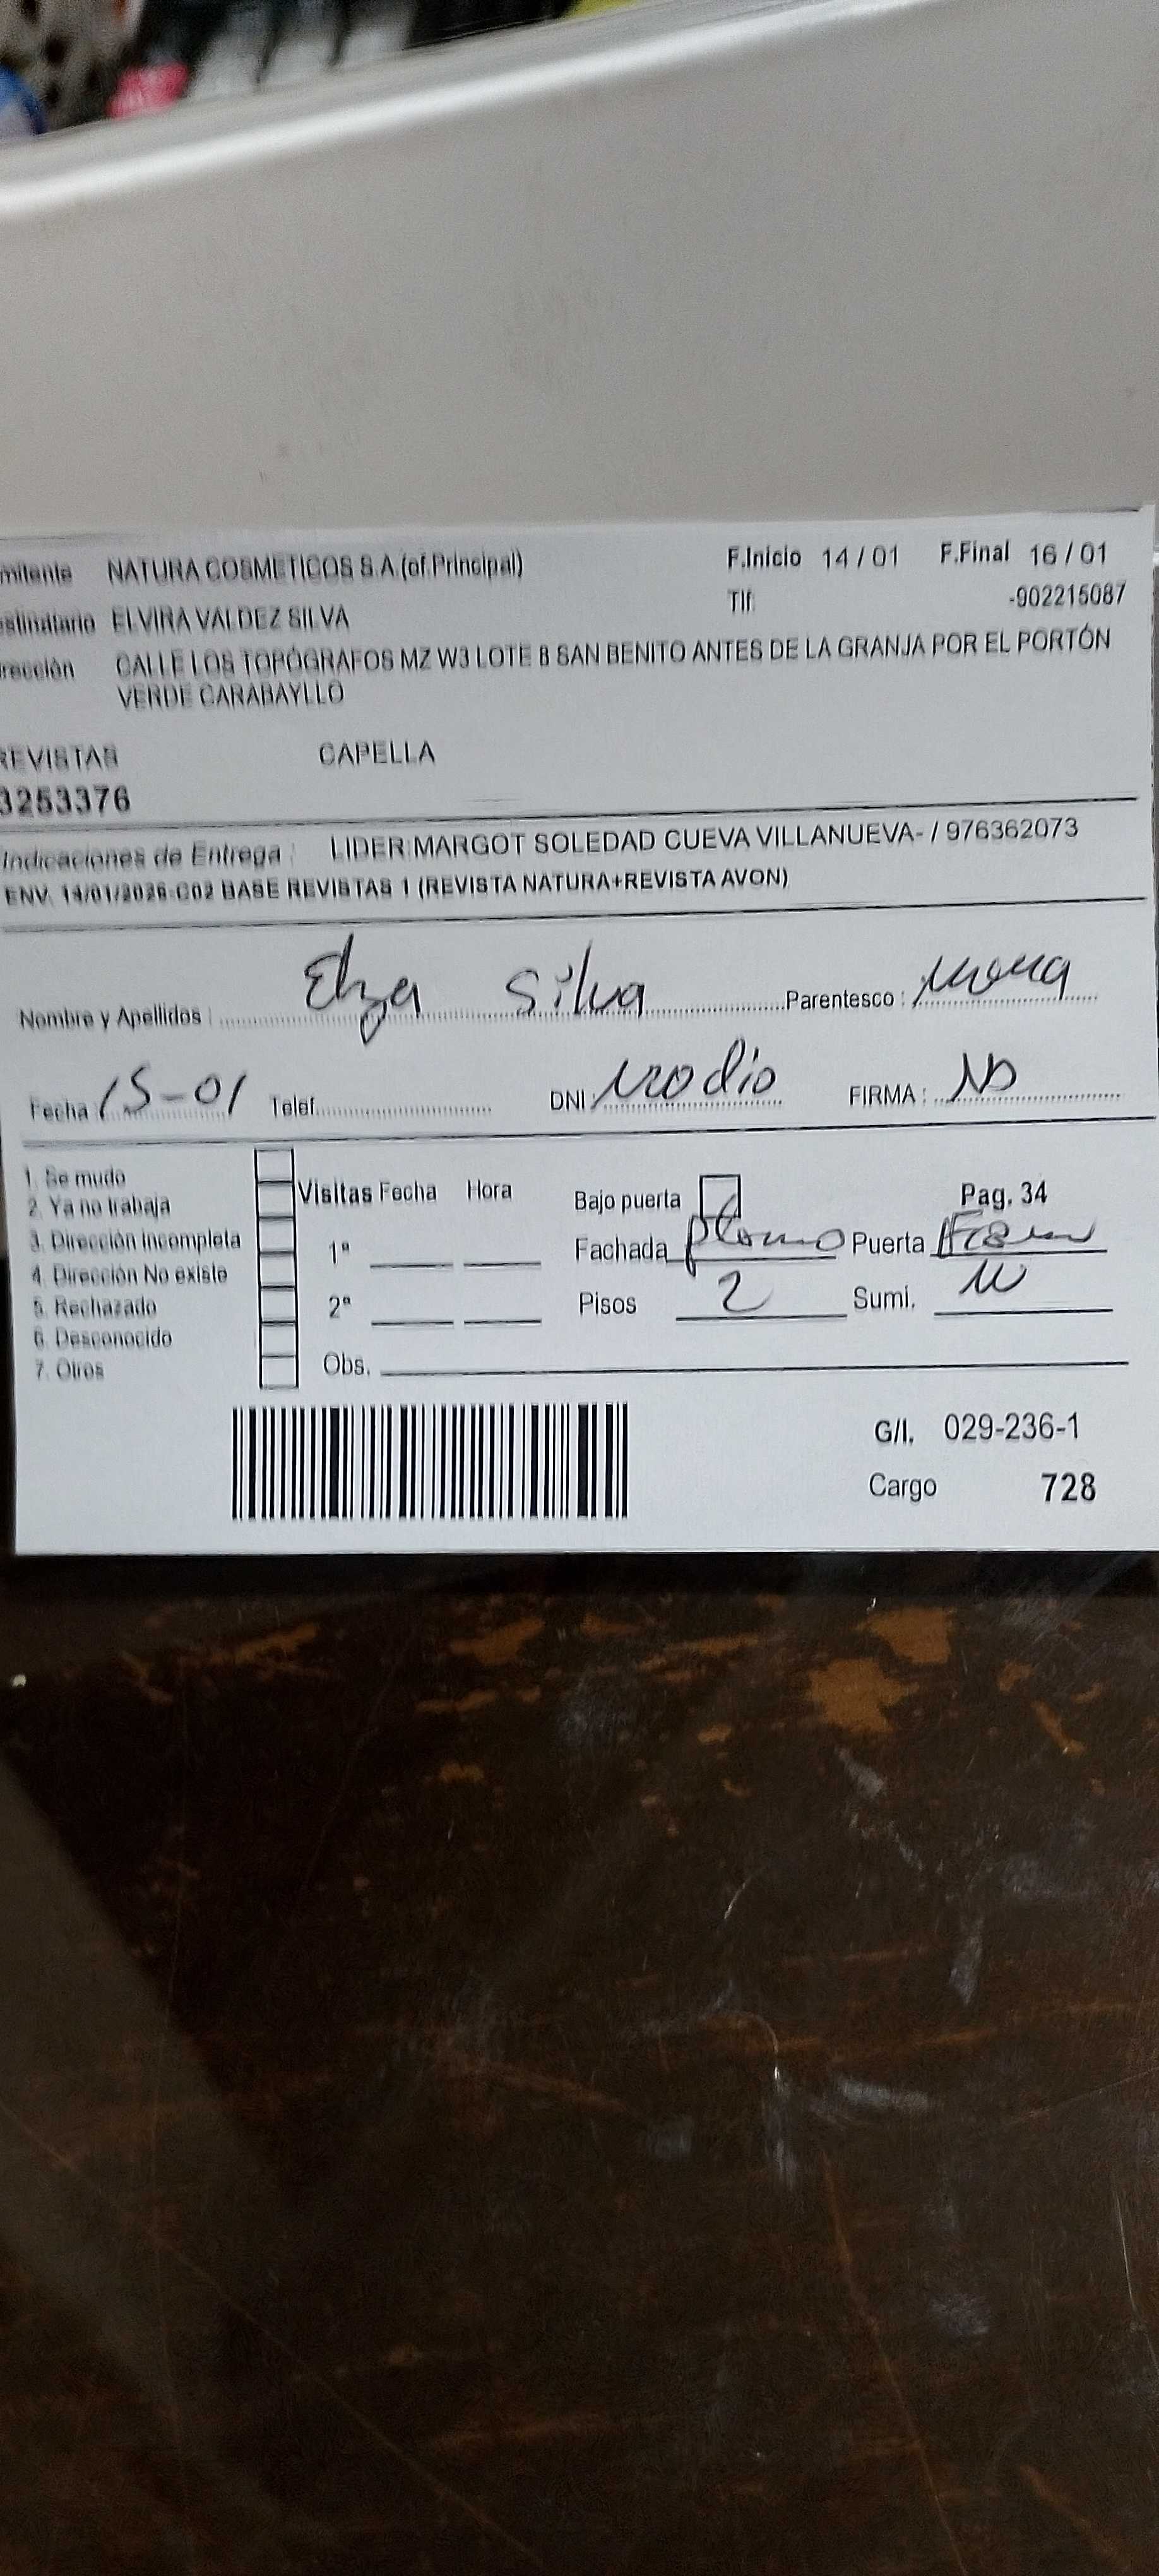 mitente NATURA COSMETICOS S.A (of.Principal) F.Inicio 14 / 01 F.Final 16 / 01
estinatario ELVIRA VALDEZ SILVA Tlf. -902215087
rección CALLE LOS TOPÓGRAFOS MZ W3 LOTE 8 SAN BENITO ANTES DE LA GRANJA POR EL PORTÓN
VERDE CARABAYLLO
REVISTAS CAPELLA
3253376
Indicaciones de Entrega : LIDER:MARGOT SOLEDAD CUEVA VILLANUEVA- / 976362073
ENV. 14/01/2026-C02 BASE REVISTAS 1 (REVISTA NATURA+REVISTA AVON)
Nombre y Apellidos : Elza Silva Parentesco : Mama
Fecha 15-01 Telef. DNI No dio FIRMA : No
1. Se mudo
2. Ya no trabaja
3. Dirección incompleta
4. Dirección No existe
5. Rechazado
6. Desconocido
7. Otros
Visitas Fecha Hora Bajo puerta Pag. 34
1ª Fachada plomo Puerta
2ª Pisos 2 Sumi.
Obs.
G/I. 029-236-1
Cargo 728